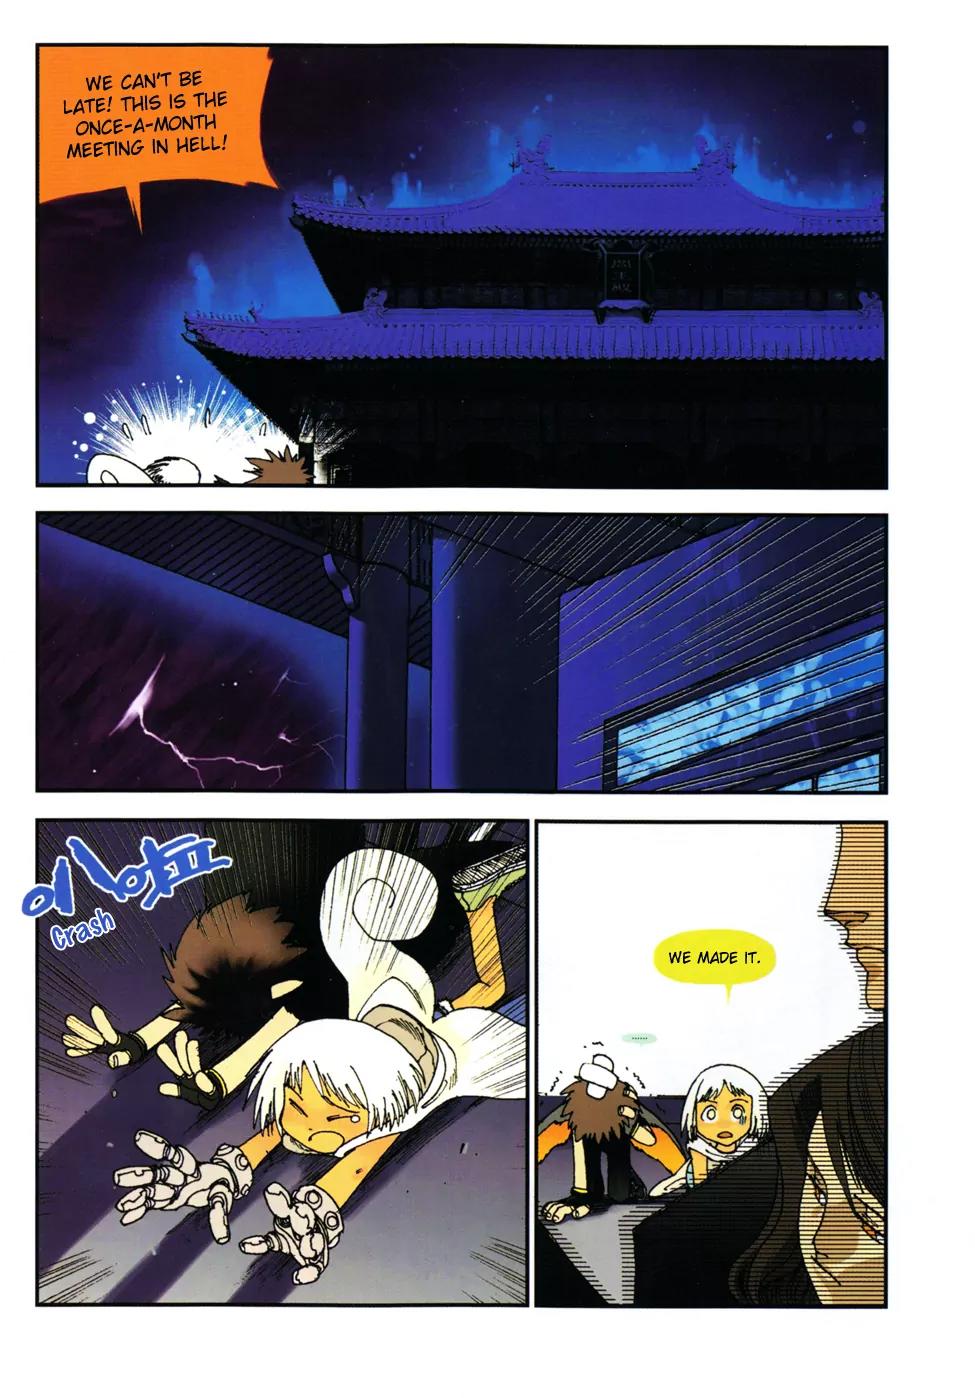 WE CAN'T BE
LATE! THIS IS THE
ONCE-A-MONTH
MEETING IN HELL!
Crash
WE MADE IT.
......